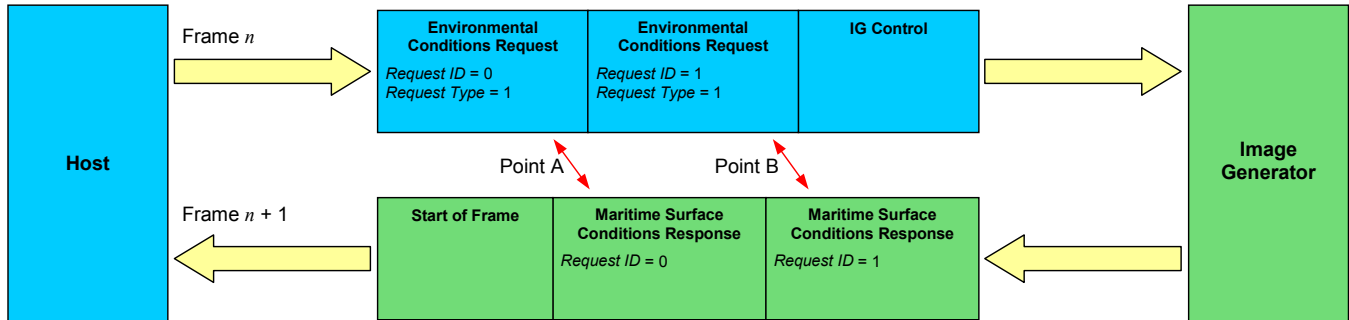 Host
Frame n
Environmental
Conditions Request
Request ID = 0
Request Type = 1
Environmental
Conditions Request
Request ID = 1
Request Type = 1
IG Control
Point A
Point B
Frame n + 1
Start of Frame
Maritime Surface
Conditions Response
Request ID = 0
Maritime Surface
Conditions Response
Request ID = 1
Image
Generator